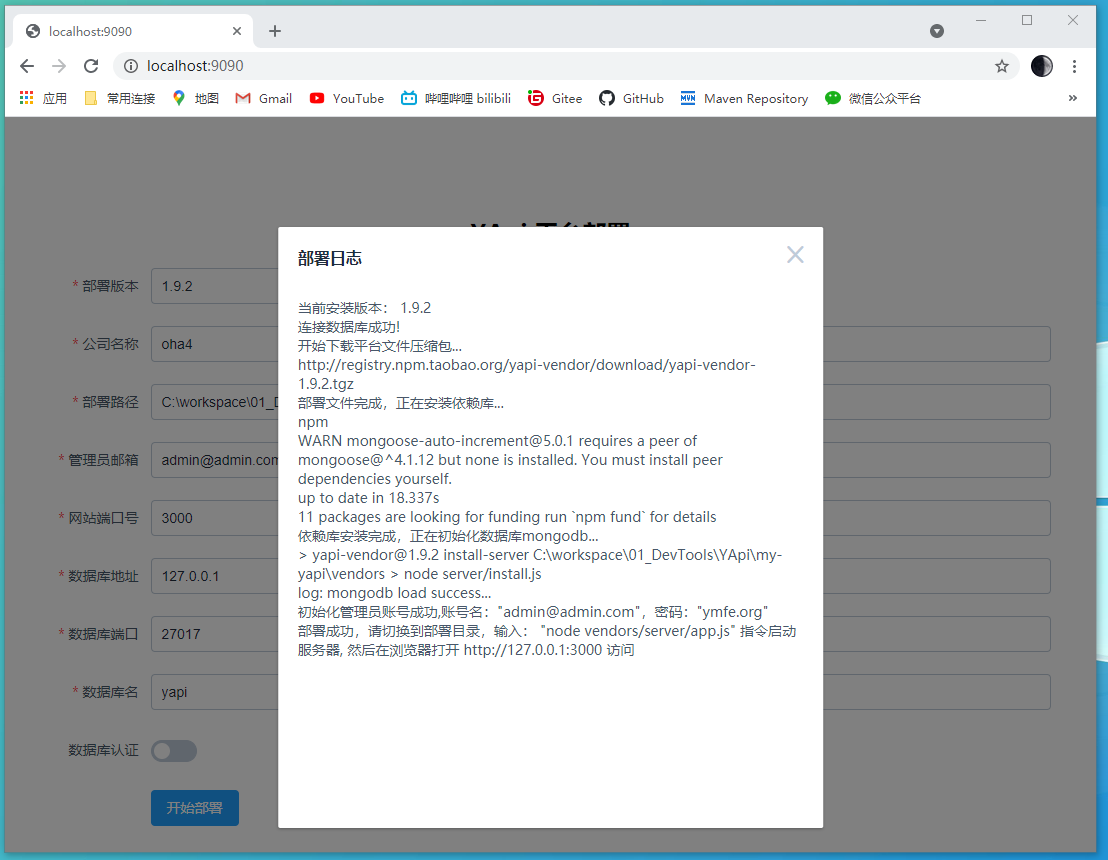 localhost:9090
localhost:9090
应用 常用连接 地图 Gmail YouTube 哔哩哔哩 bilibili Gitee GitHub Maven Repository 微信公众平台 »
部署日志
当前安装版本： 1.9.2
连接数据库成功!
开始下载平台文件压缩包...
http://registry.npm.taobao.org/yapi-vendor/download/yapi-vendor-
1.9.2.tgz
部署文件完成，正在安装依赖库...
npm
WARN mongoose-auto-increment@5.0.1 requires a peer of
mongoose@^4.1.12 but none is installed. You must install peer
dependencies yourself.
up to date in 18.337s
11 packages are looking for funding run `npm fund` for details
依赖库安装完成，正在初始化数据库mongodb...
> yapi-vendor@1.9.2 install-server C:\workspace\01_DevTools\YApi\my-
yapi\vendors > node server/install.js
log: mongodb load success...
初始化管理员账号成功,账号名："admin@admin.com"，密码："ymfe.org"
部署成功，请切换到部署目录，输入： "node vendors/server/app.js" 指令启动
服务器, 然后在浏览器打开 http://127.0.0.1:3000 访问
* 部署版本 1.9.2
* 公司名称 oha4
* 部署路径 C:\workspace\01_D
* 管理员邮箱 admin@admin.com
* 网站端口号 3000
* 数据库地址 127.0.0.1
* 数据库端口 27017
* 数据库名 yapi
数据库认证
开始部署